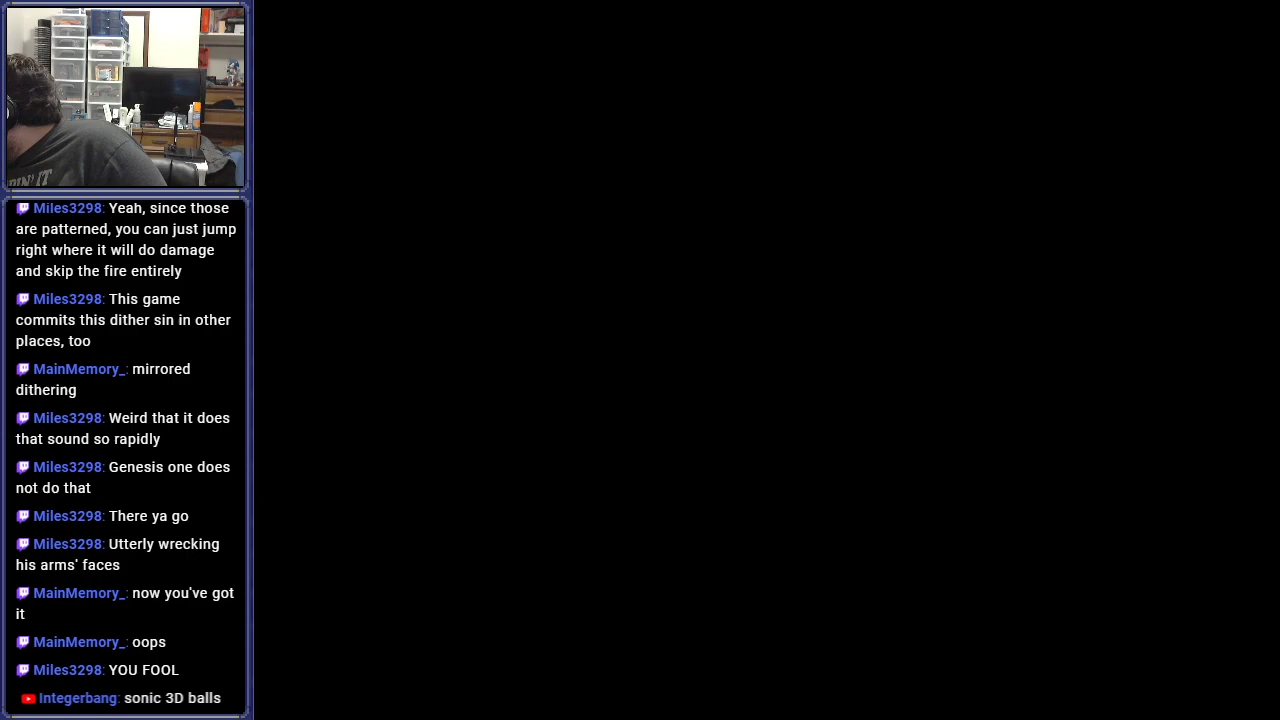 Miles3298: Yeah, since those
are patterned, you can just jump
right where it will do damage
and skip the fire entirely
Miles3298: This game
commits this dither sin in other
places, too
MainMemory_: mirrored
dithering
Miles3298: Weird that it does
that sound so rapidly
Miles3298: Genesis one does
not do that
Miles3298: There ya go
Miles3298: Utterly wrecking
his arms' faces
MainMemory_: now you've got
it
MainMemory_: oops
Miles3298: YOU FOOL
Integerbang: sonic 3D balls